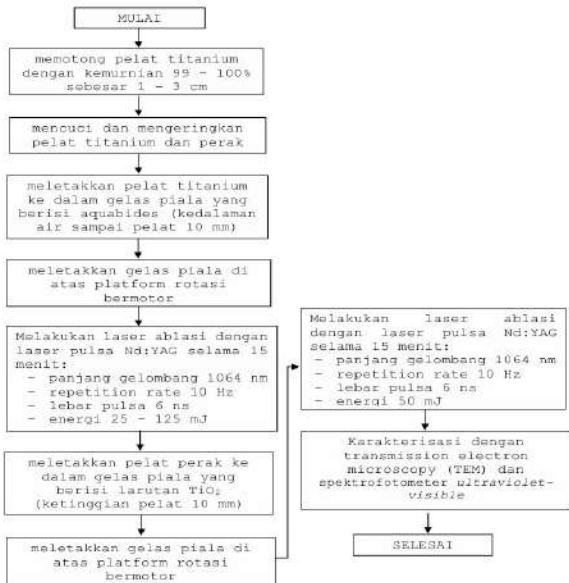 MULAI
memotong pelat titanium
dengan kemurnian 99 – 100%
sebesar 1 – 3 cm
mencuci dan mengeringkan
pelat titanium dan perak
meletakkan pelat titanium
ke dalam gelas piala yang
berisi aquabides (kedalaman
air sampai pelat 10 mm)
meletakkan gelas piala di
atas platform rotasi
bermotor
Melakukan laser ablasi dengan
laser pulsa Nd:YAG selama 15
menit:
– panjang gelombang 1064 nm
– repetition rate 10 Hz
– lebar pulsa 6 ns
– energi 25 – 125 mJ
meletakkan pelat perak ke
dalam gelas piala yang
berisi larutan TiO₂
(ketinggian pelat 10 mm)
meletakkan gelas piala di
atas platform rotasi
bermotor
Melakukan laser ablasi
dengan laser pulsa Nd:YAG
selama 15 menit:
– panjang gelombang 1064 nm
– repetition rate 10 Hz
– lebar pulsa 6 ns
– energi 50 mJ
Karakterisasi dengan
transmission electron
microscopy (TEM) dan
spektrofotometer ultraviolet-
visible
SELESAI